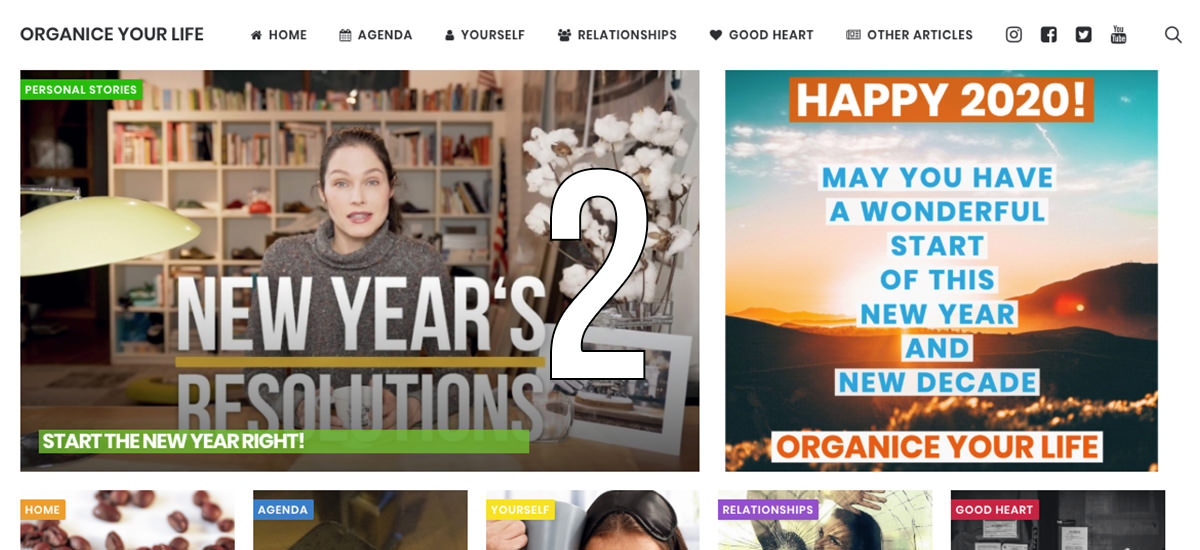 ORGANICE YOUR LIFE
HOME
AGENDA
YOURSELF
RELATIONSHIPS
GOOD HEART
OTHER ARTICLES
You
Tube
PERSONAL STORIES
NEW YEAR‘S
RESOLUTIONS
2
START THE NEW YEAR RIGHT!
HAPPY 2020!
MAY YOU HAVE
A WONDERFUL
START
OF THIS
NEW YEAR
AND
NEW DECADE
ORGANICE YOUR LIFE
HOME
AGENDA
YOURSELF
RELATIONSHIPS
GOOD HEART